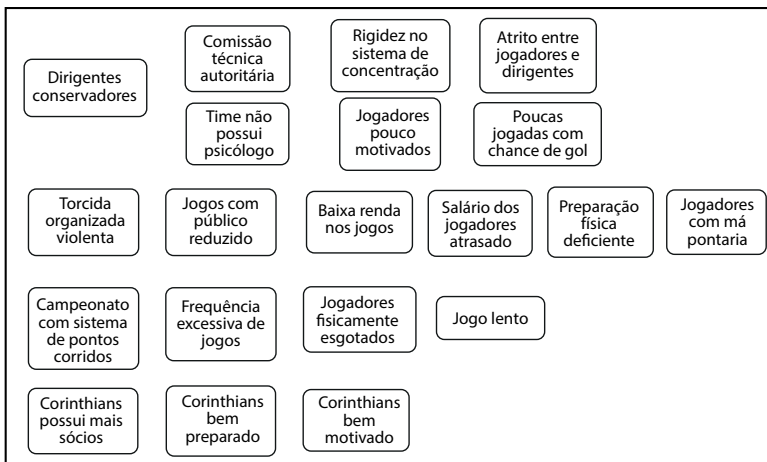 Dirigentes
conservadores
Comissão
técnica
autoritária
Rigidez no
sistema de
concentração
Atrito entre
jogadores e
dirigentes
Time não
possui
psicólogo
Jogadores
pouco
motivados
Poucas
jogadas com
chance de gol
Torcida
organizada
violenta
Jogos com
público
reduzido
Baixa renda
nos jogos
Salário dos
jogadores
atrasado
Preparação
física
deficiente
Jogadores
com má
pontaria
Campeonato
com sistema
de pontos
corridos
Frequência
excessiva de
jogos
Jogadores
fisicamente
esgotados
Jogo lento
Corinthians
possui mais
sócios
Corinthians
bem
preparado
Corinthians
bem
motivado